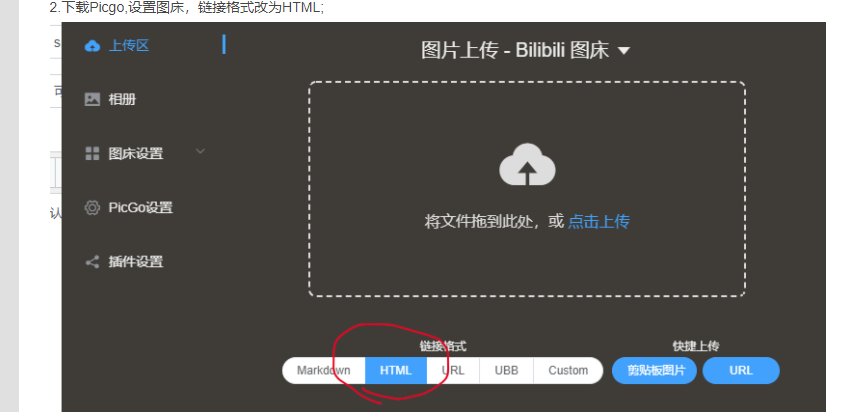 2.下载Picgo,设置图床，链接格式改为HTML;
上传区
图片上传 - Bilibili 图床
相册
图床设置
PicGo设置
插件设置
将文件拖到此处，或 点击上传
链接格式
快捷上传
Markdown HTML URL UBB Custom
剪贴板图片 URL